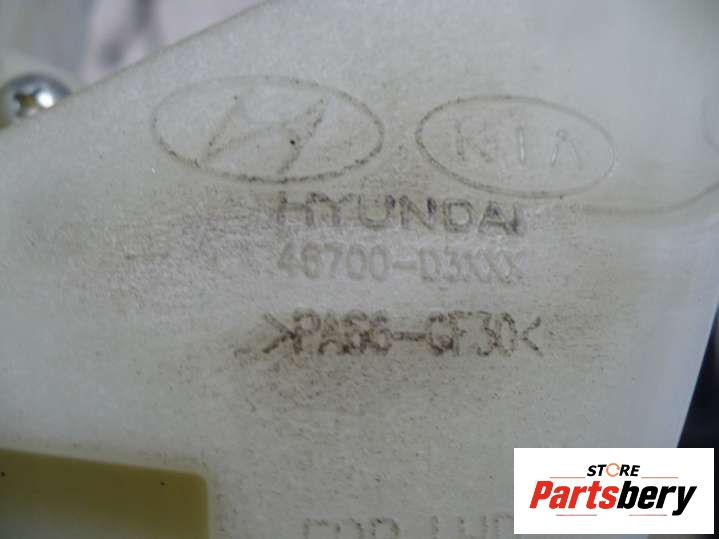 KIA
HYUNDAI
46700-D3XXX
>PA66-GF30<
STORE
Partsbery